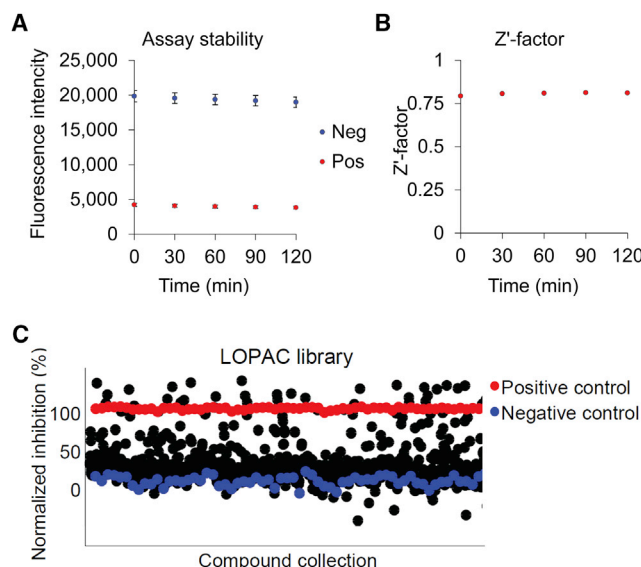 A
Assay stability
Fluorescence intencity
25,000
20,000
15,000
10,000
5,000
0
0 30 60 90 120
Time (min)
Neg
Pos
B
Z'-factor
Z'-factor
1
0.75
0.5
0.25
0
0 30 60 90 120
Time (min)
C
LOPAC library
Normalized inhibition (%)
100
50
0
Compound collection
Positive control
Negative control